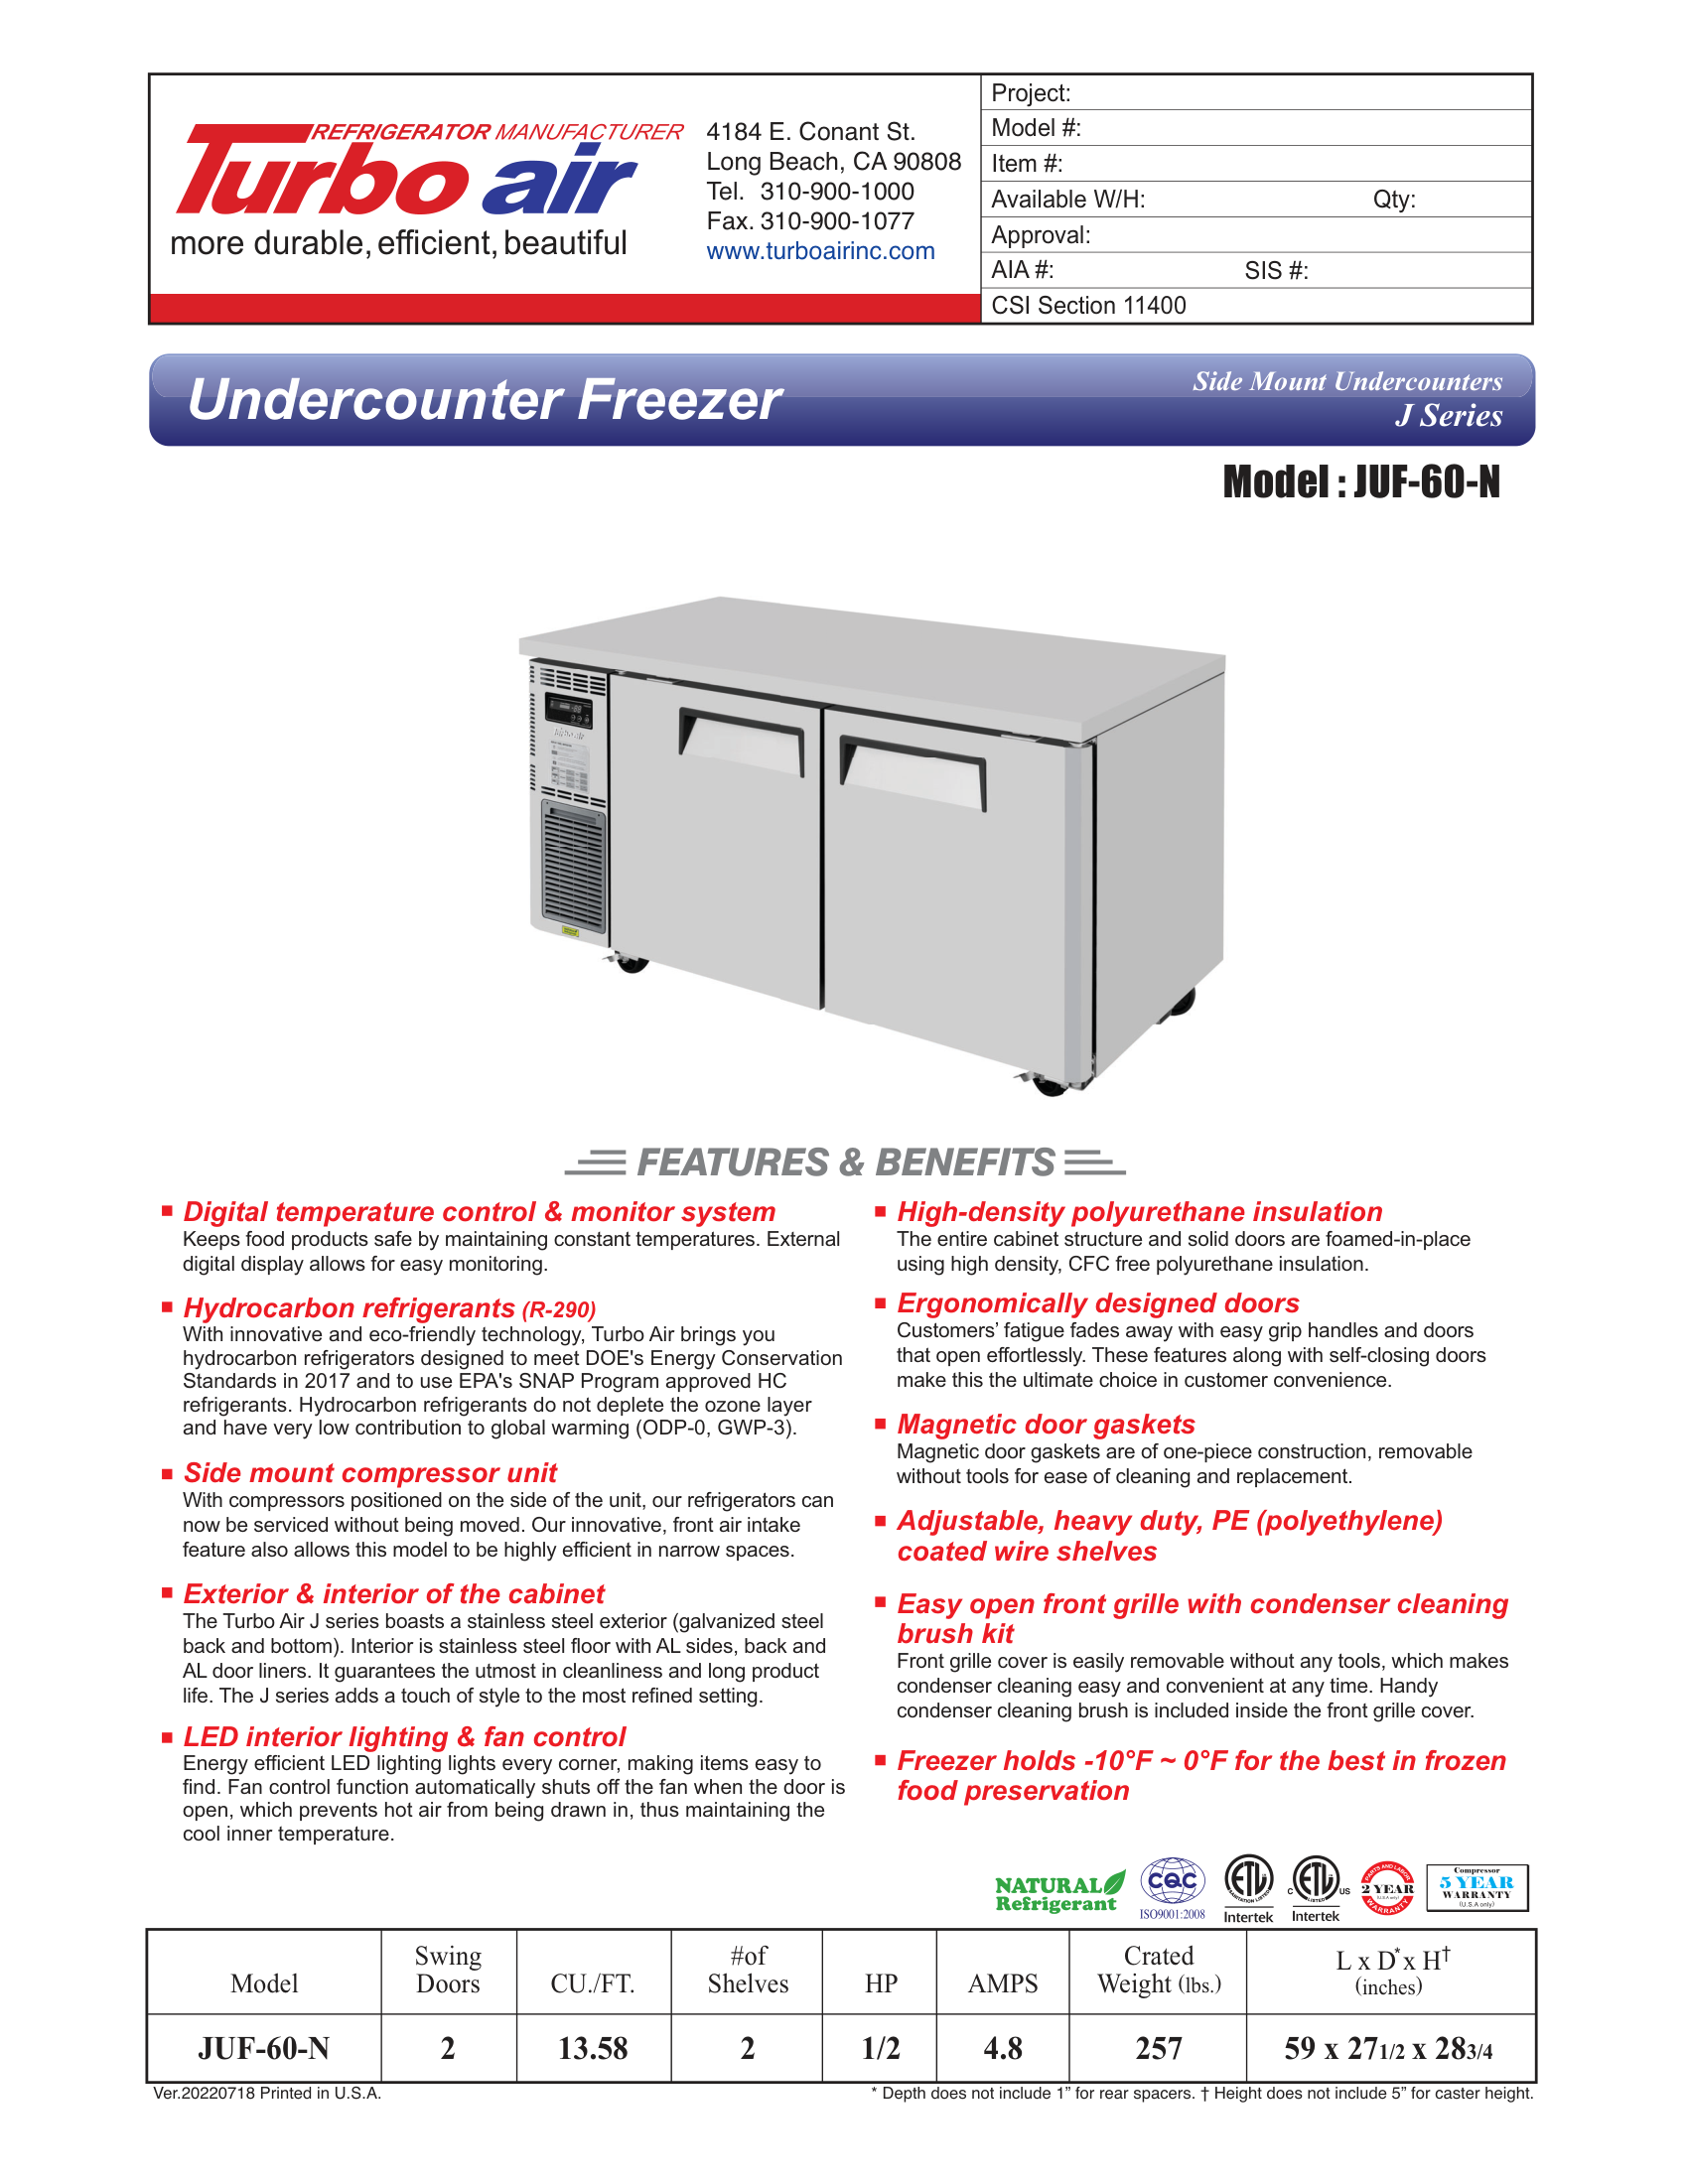 REFRIGERATOR MANUFACTURER
Turbo air
more durable, efficient, beautiful
4184 E. Conant St.
Long Beach, CA 90808
Tel. 310-900-1000
Fax. 310-900-1077
www.turboairinc.com
Project:
Model #:
Item #:
Available W/H: Qty:
Approval:
AIA #: SIS #:
CSI Section 11400
Undercounter Freezer
Side Mount Undercounters
J Series
Model : JUF-60-N
Turbo air
FEATURES & BENEFITS
Digital temperature control & monitor system
Keeps food products safe by maintaining constant temperatures. External
digital display allows for easy monitoring.
Hydrocarbon refrigerants (R-290)
With innovative and eco-friendly technology, Turbo Air brings you
hydrocarbon refrigerators designed to meet DOE's Energy Conservation
Standards in 2017 and to use EPA's SNAP Program approved HC
refrigerants. Hydrocarbon refrigerants do not deplete the ozone layer
and have very low contribution to global warming (ODP-0, GWP-3).
Side mount compressor unit
With compressors positioned on the side of the unit, our refrigerators can
now be serviced without being moved. Our innovative, front air intake
feature also allows this model to be highly efficient in narrow spaces.
Exterior & interior of the cabinet
The Turbo Air J series boasts a stainless steel exterior (galvanized steel
back and bottom). Interior is stainless steel floor with AL sides, back and
AL door liners. It guarantees the utmost in cleanliness and long product
life. The J series adds a touch of style to the most refined setting.
LED interior lighting & fan control
Energy efficient LED lighting lights every corner, making items easy to
find. Fan control function automatically shuts off the fan when the door is
open, which prevents hot air from being drawn in, thus maintaining the
cool inner temperature.
High-density polyurethane insulation
The entire cabinet structure and solid doors are foamed-in-place
using high density, CFC free polyurethane insulation.
Ergonomically designed doors
Customers’ fatigue fades away with easy grip handles and doors
that open effortlessly. These features along with self-closing doors
make this the ultimate choice in customer convenience.
Magnetic door gaskets
Magnetic door gaskets are of one-piece construction, removable
without tools for ease of cleaning and replacement.
Adjustable, heavy duty, PE (polyethylene)
coated wire shelves
Easy open front grille with condenser cleaning
brush kit
Front grille cover is easily removable without any tools, which makes
condenser cleaning easy and convenient at any time. Handy
condenser cleaning brush is included inside the front grille cover.
Freezer holds -10°F ~ 0°F for the best in frozen
food preservation
NATURAL
Refrigerant
CQC
ISO9001:2008
ETL
SANITATION LISTED
Intertek
C ETL US
LISTED
Intertek
PARTS AND LABOR
2 YEAR
(U.S.A only)
WARRANTY
Compressor
5 YEAR
WARRANTY
(U.S.A only)
Model Swing Doors CU./FT. #of Shelves HP AMPS Crated Weight (lbs.) L x D* x H† (inches)
JUF-60-N 2 13.58 2 1/2 4.8 257 59 x 27 1/2 x 28 3/4
Ver.20220718 Printed in U.S.A.
* Depth does not include 1” for rear spacers. † Height does not include 5” for caster height.